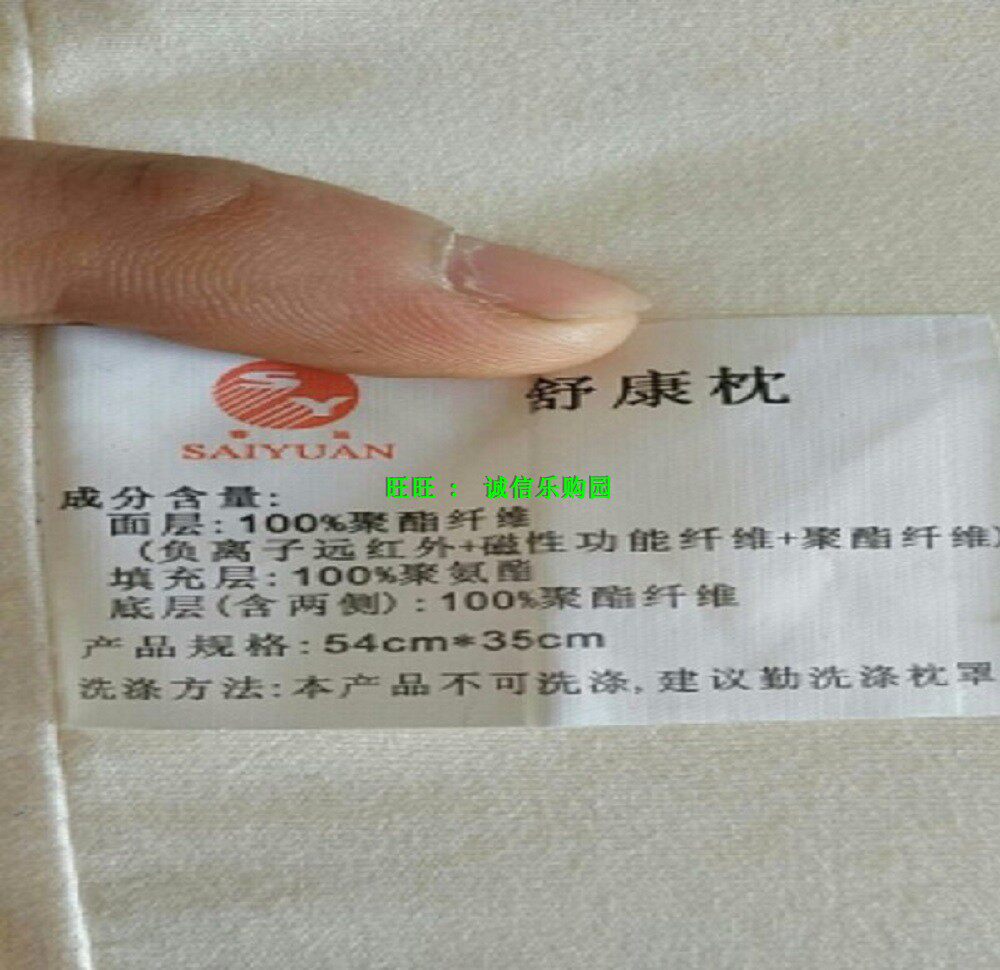 舒康枕
SAIYUAN
旺旺 : 诚信乐购园
成分含量:
面层:100%聚酯纤维
(负离子远红外+磁性功能纤维+聚酯纤维)
填充层:100%聚氨酯
底层(含两侧):100%聚酯纤维
产品规格:54cm*35cm
洗涤方法:本产品不可洗涤,建议勤洗涤枕罩